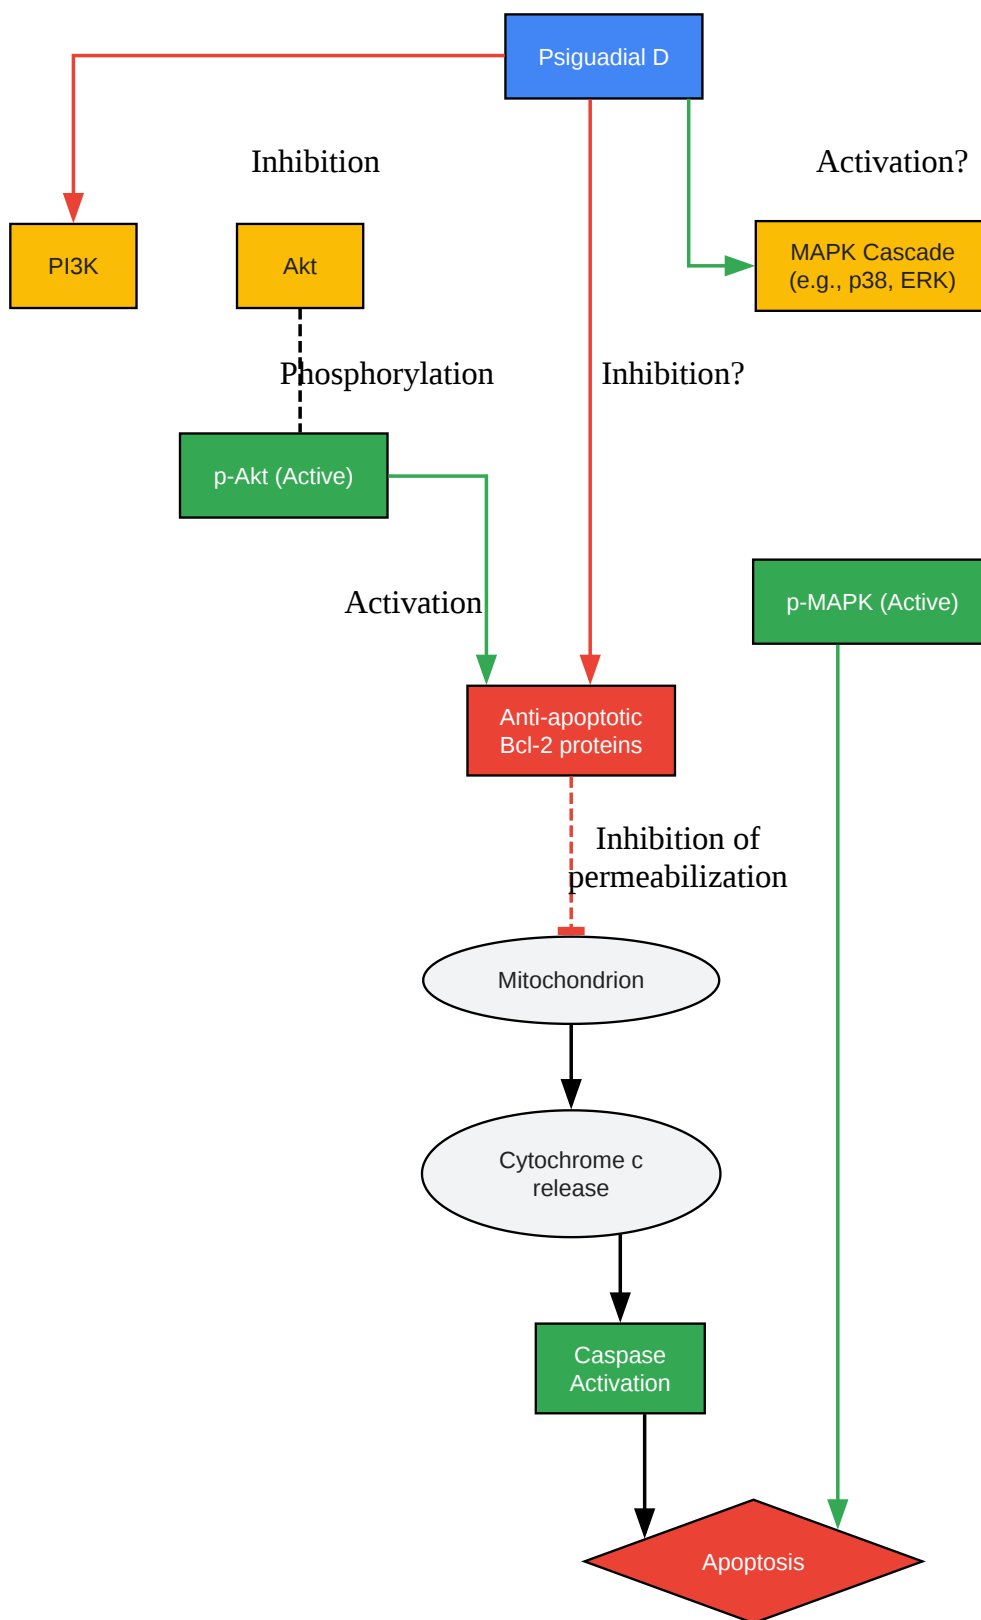 Psiguadial D
Inhibition
Activation?
PI3K
Akt
MAPK Cascade
(e.g., p38, ERK)
Phosphorylation
Inhibition?
p-Akt (Active)
Activation
p-MAPK (Active)
Anti-apoptotic
Bcl-2 proteins
Inhibition of
permeabilization
Mitochondrion
Cytochrome c
release
Caspase
Activation
Apoptosis